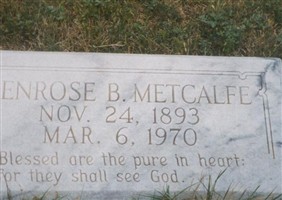 ENROSE B. METCALFE
NOV. 24, 1893
MAR. 6, 1970
Blessed are the pure in heart:
for they shall see God.